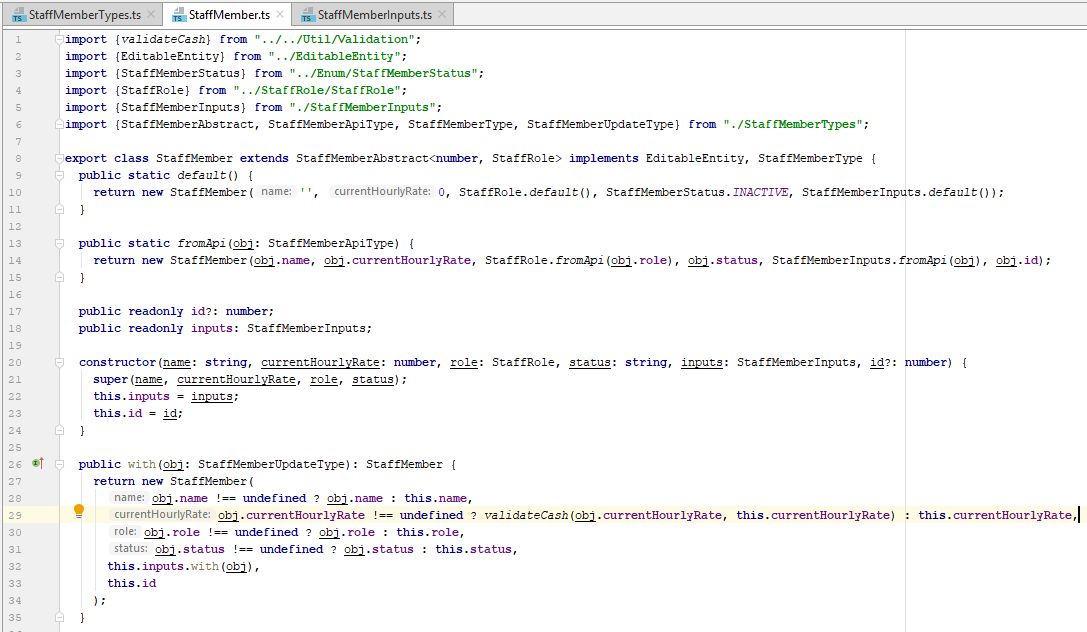 StaffMemberTypes.ts StaffMember.ts StaffMemberInputs.ts
1 import {validateCash} from "../../Util/Validation";
2 import {EditableEntity} from "../EditableEntity";
3 import {StaffMemberStatus} from "../Enum/StaffMemberStatus";
4 import {StaffRole} from "../StaffRole/StaffRole";
5 import {StaffMemberInputs} from "./StaffMemberInputs";
6 import {StaffMemberAbstract, StaffMemberApiType, StaffMemberType, StaffMemberUpdateType} from "./StaffMemberTypes";
7
8 export class StaffMember extends StaffMemberAbstract<number, StaffRole> implements EditableEntity, StaffMemberType {
9 public static default() {
10 return new StaffMember( name: '', currentHourlyRate: 0, StaffRole.default(), StaffMemberStatus.INACTIVE, StaffMemberInputs.default());
11 }
12
13 public static fromApi(obj: StaffMemberApiType) {
14 return new StaffMember(obj.name, obj.currentHourlyRate, StaffRole.fromApi(obj.role), obj.status, StaffMemberInputs.fromApi(obj), obj.id);
15 }
16
17 public readonly id?: number;
18 public readonly inputs: StaffMemberInputs;
19
20 constructor(name: string, currentHourlyRate: number, role: StaffRole, status: string, inputs: StaffMemberInputs, id?: number) {
21 super(name, currentHourlyRate, role, status);
22 this.inputs = inputs;
23 this.id = id;
24 }
25
26 public with(obj: StaffMemberUpdateType): StaffMember {
27 return new StaffMember(
28 name: obj.name !== undefined ? obj.name : this.name,
29 currentHourlyRate: obj.currentHourlyRate !== undefined ? validateCash(obj.currentHourlyRate, this.currentHourlyRate) : this.currentHourlyRate,
30 role: obj.role !== undefined ? obj.role : this.role,
31 status: obj.status !== undefined ? obj.status : this.status,
32 this.inputs.with(obj),
33 this.id
34 );
35 }